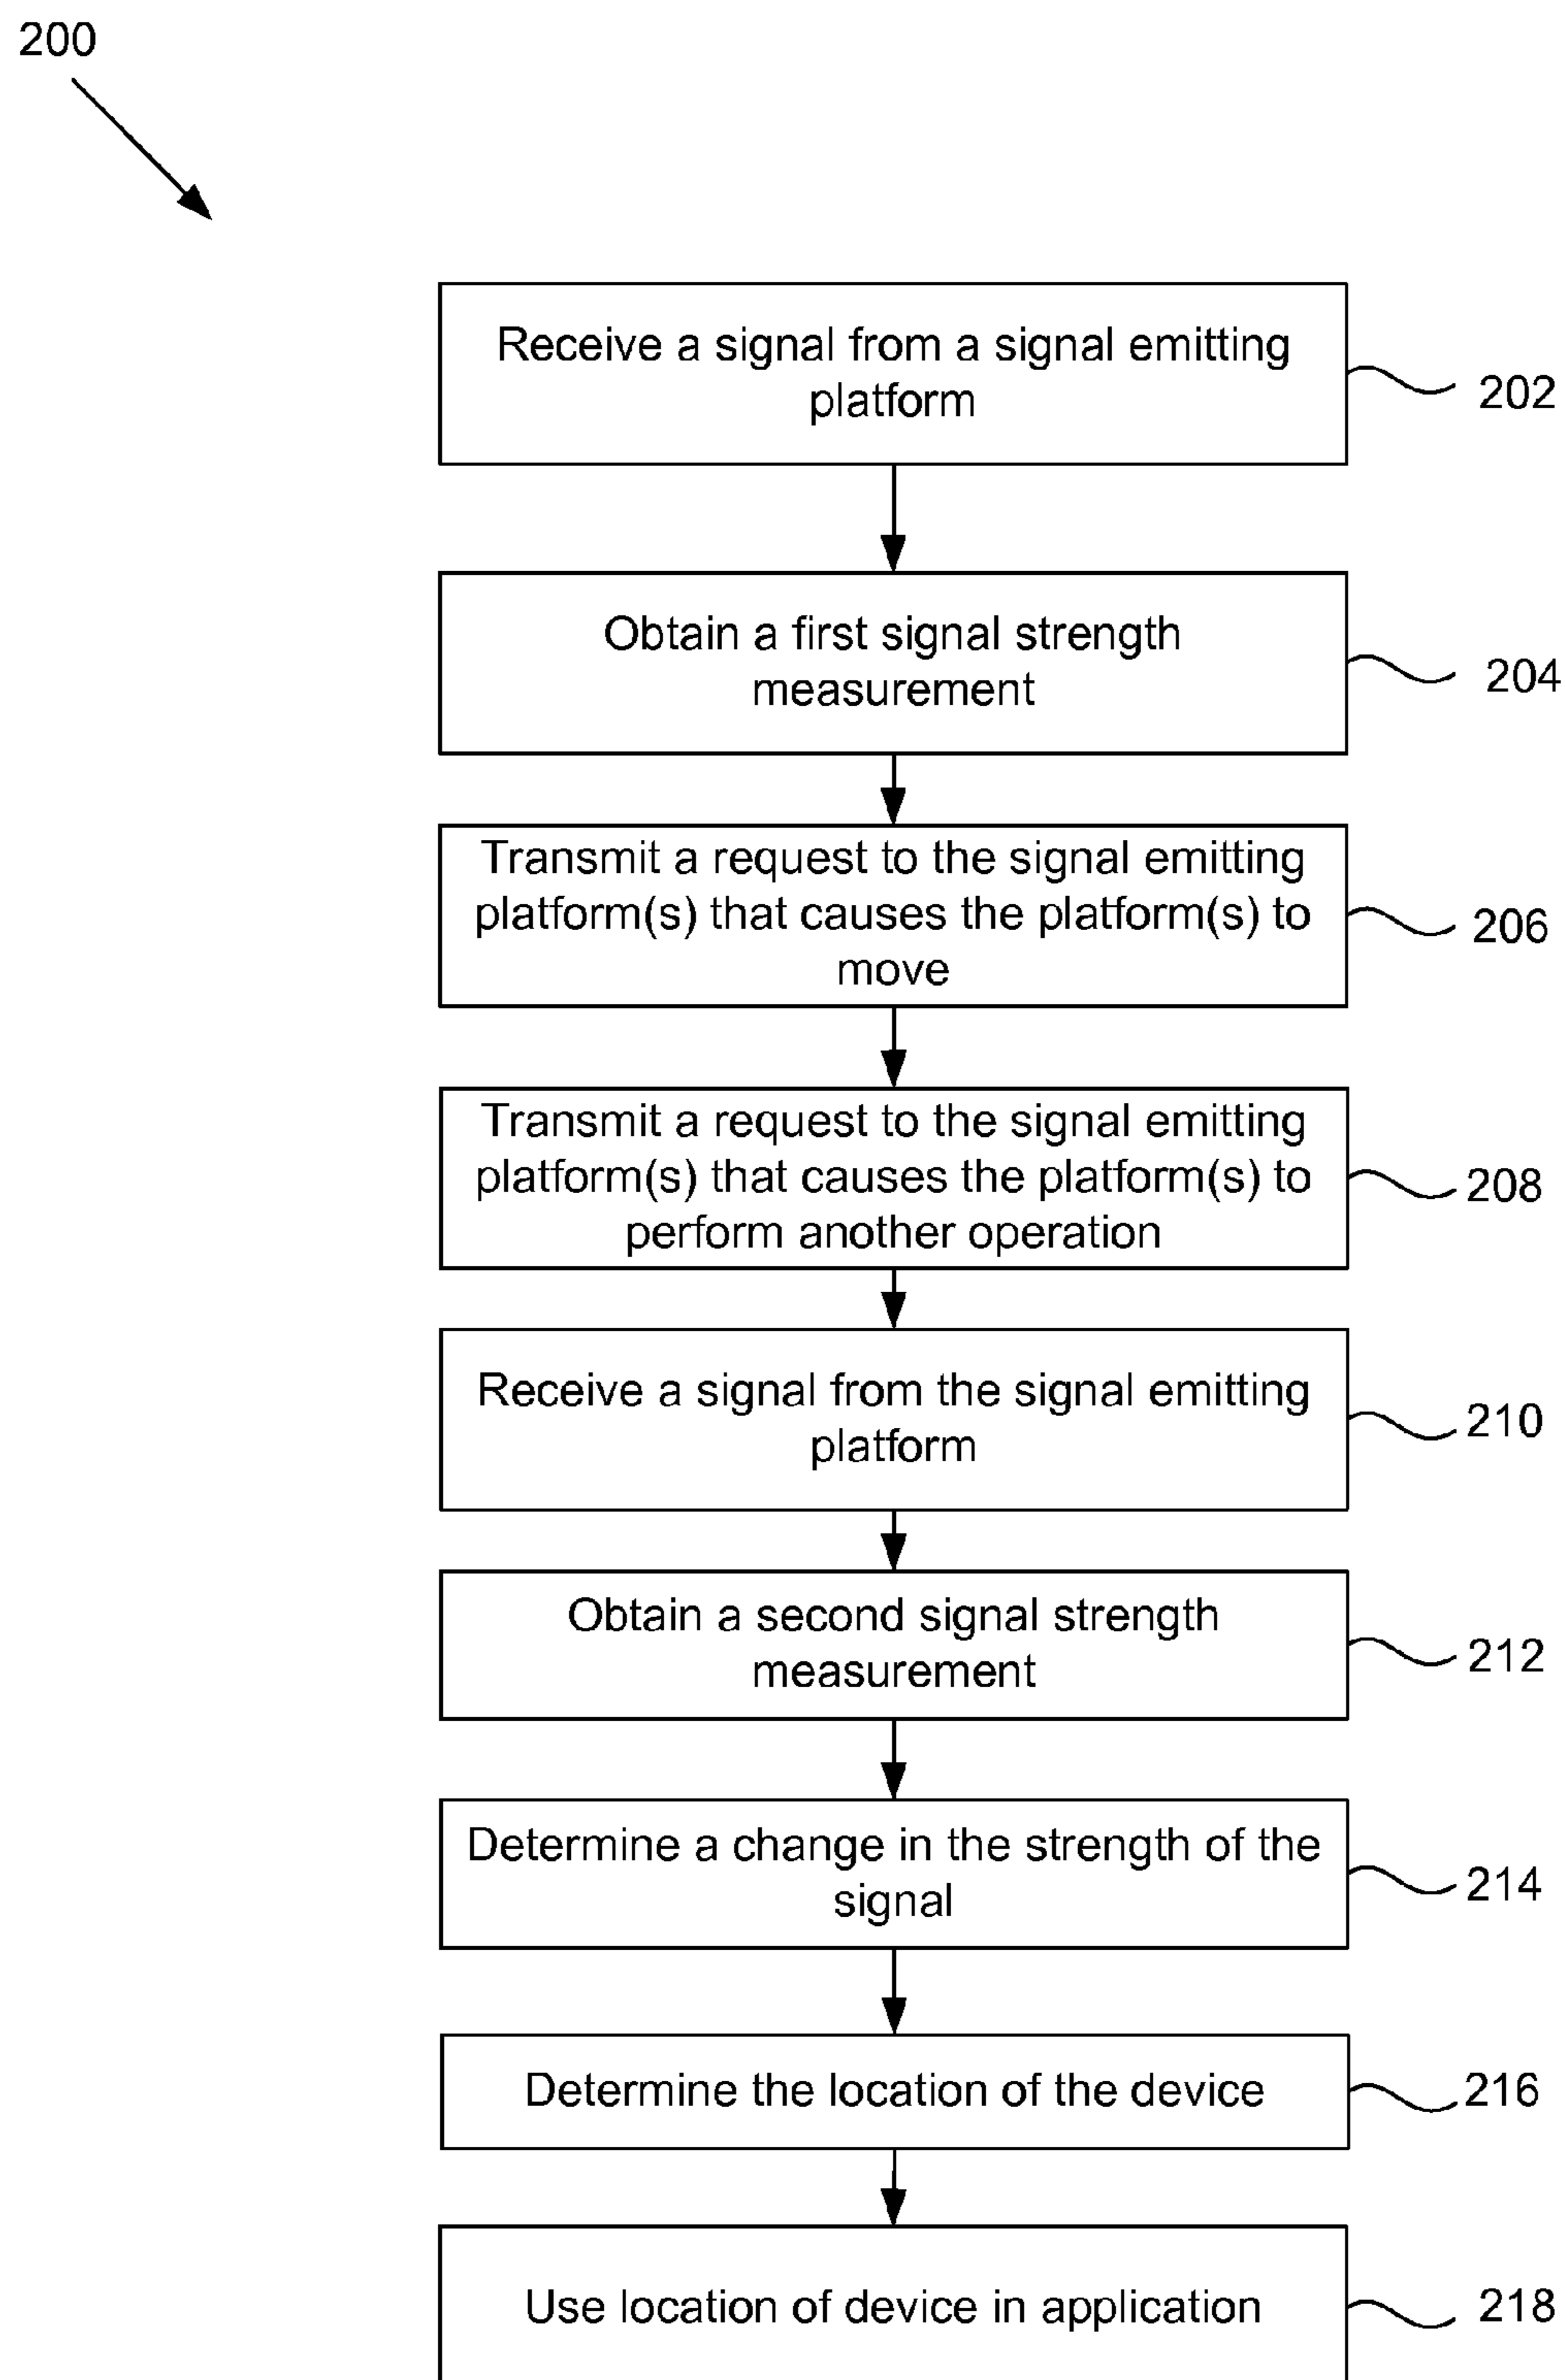 200
Receive a signal from a signal emitting
platform
202
Obtain a first signal strength
measurement
204
Transmit a request to the signal emitting
platform(s) that causes the platform(s) to
move
206
Transmit a request to the signal emitting
platform(s) that causes the platform(s) to
perform another operation
208
Receive a signal from the signal emitting
platform
210
Obtain a second signal strength
measurement
212
Determine a change in the strength of the
signal
214
Determine the location of the device
216
Use location of device in application
218